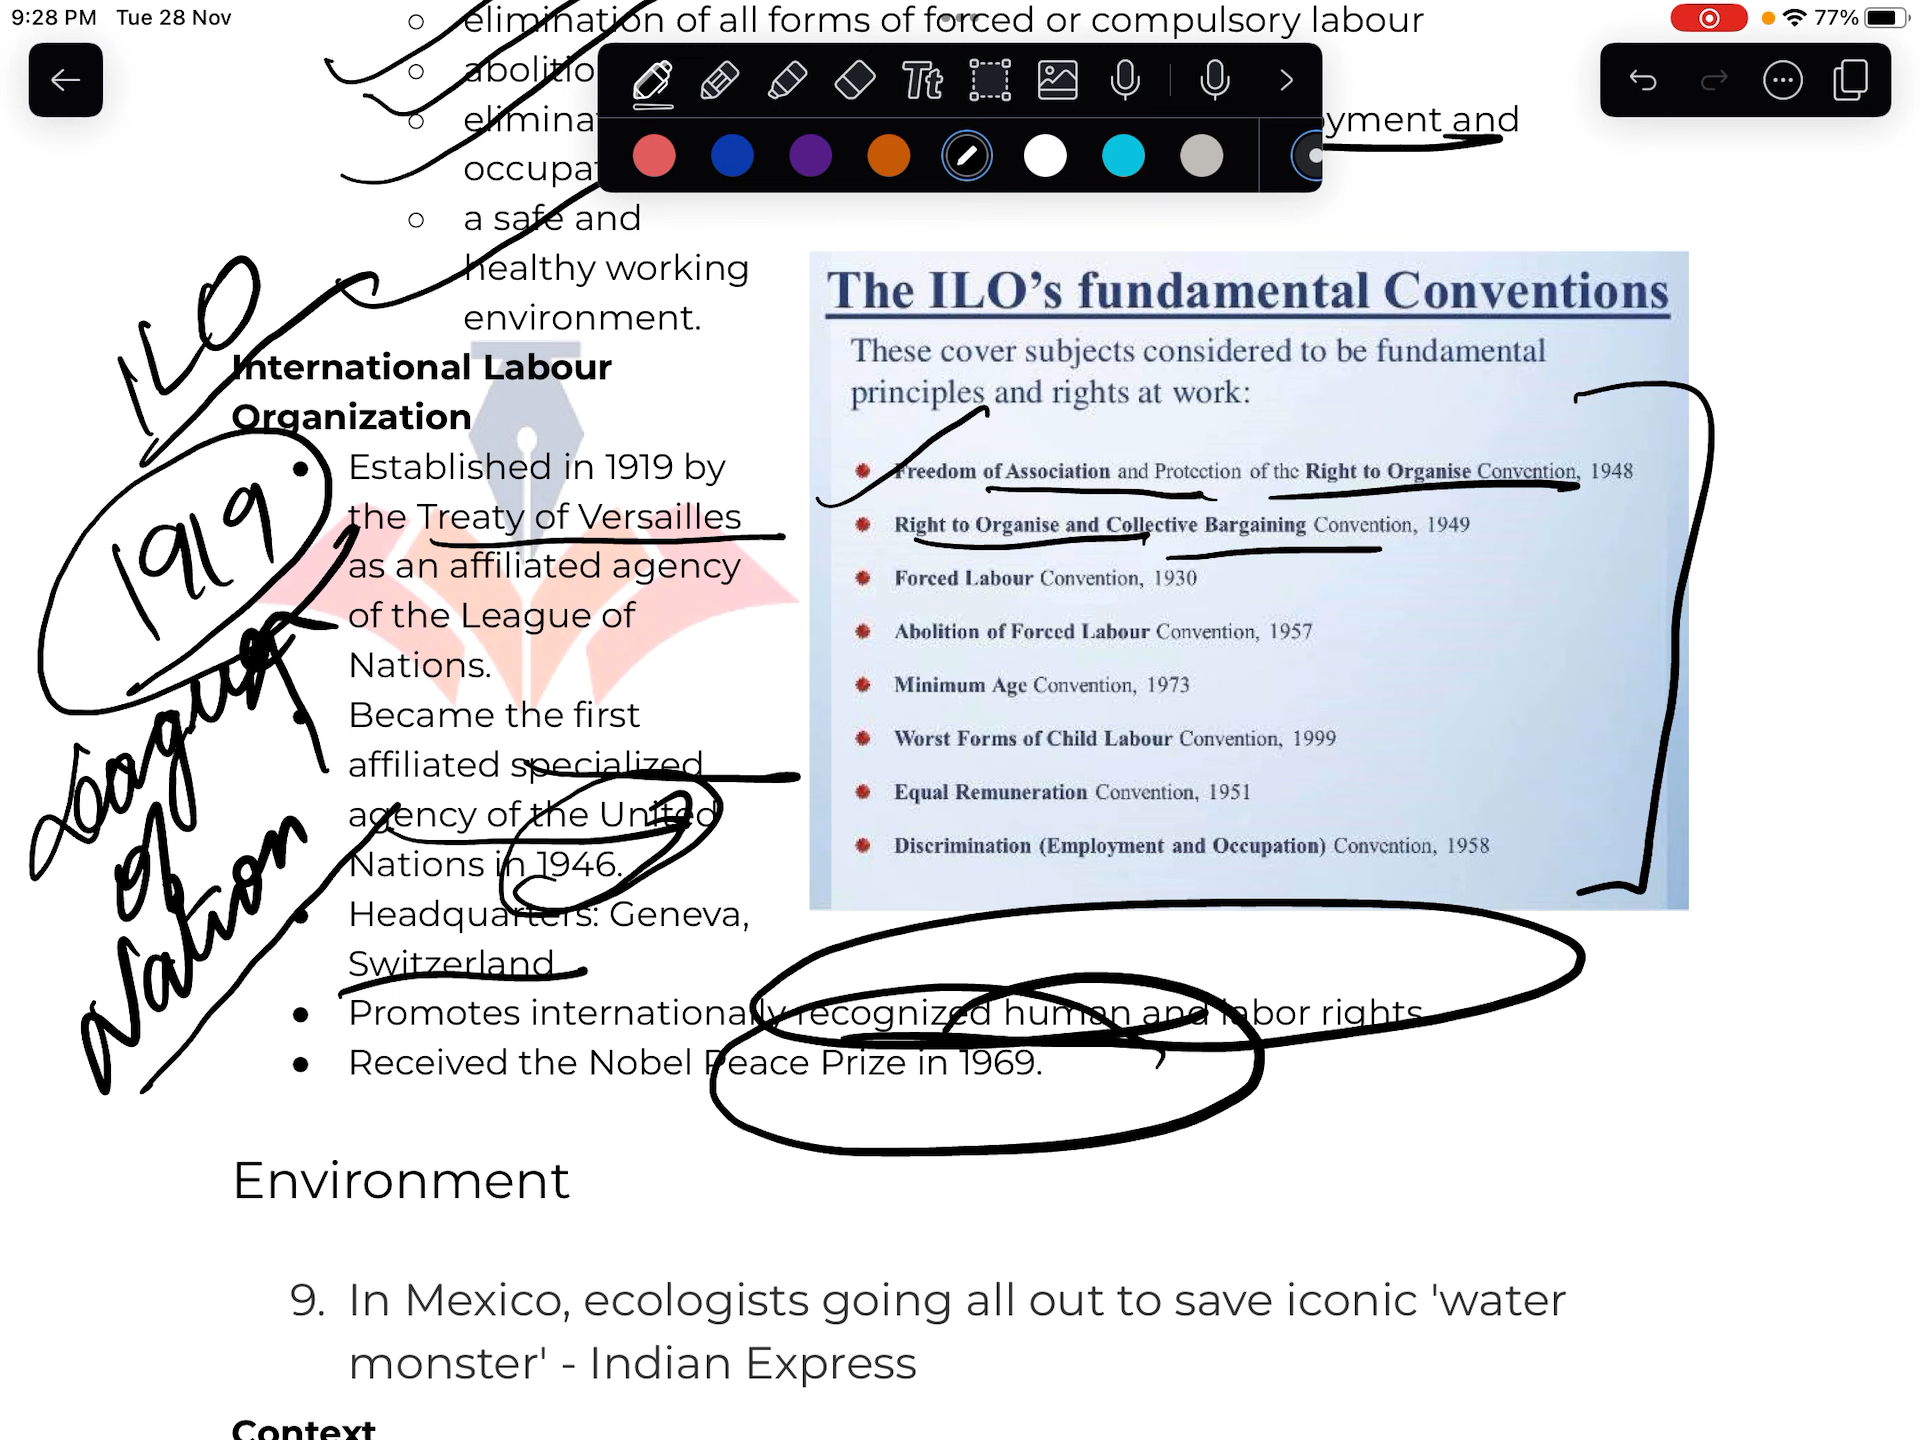 9:28 PM Tue 28 Nov
77%
elimination of all forms of forced or compulsory labour
abolitio
elimina
yment and
occupat
a safe and
healthy working
environment.
Tt
ILO
International Labour
Organization
1919
Established in 1919 by
the Treaty of Versailles
as an affiliated agency
of the League of
Nations.
League
of
Nation
Became the first
affiliated specialized
agency of the United
Nations in 1946.
Headquarters: Geneva,
Switzerland
Promotes internationally recognized human and labor rights
Received the Nobel Peace Prize in 1969.
The ILO's fundamental Conventions
These cover subjects considered to be fundamental
principles and rights at work:
Freedom of Association and Protection of the Right to Organise Convention, 1948
Right to Organise and Collective Bargaining Convention, 1949
Forced Labour Convention, 1930
Abolition of Forced Labour Convention, 1957
Minimum Age Convention, 1973
Worst Forms of Child Labour Convention, 1999
Equal Remuneration Convention, 1951
Discrimination (Employment and Occupation) Convention, 1958
Environment
9. In Mexico, ecologists going all out to save iconic 'water
monster' - Indian Express
Context